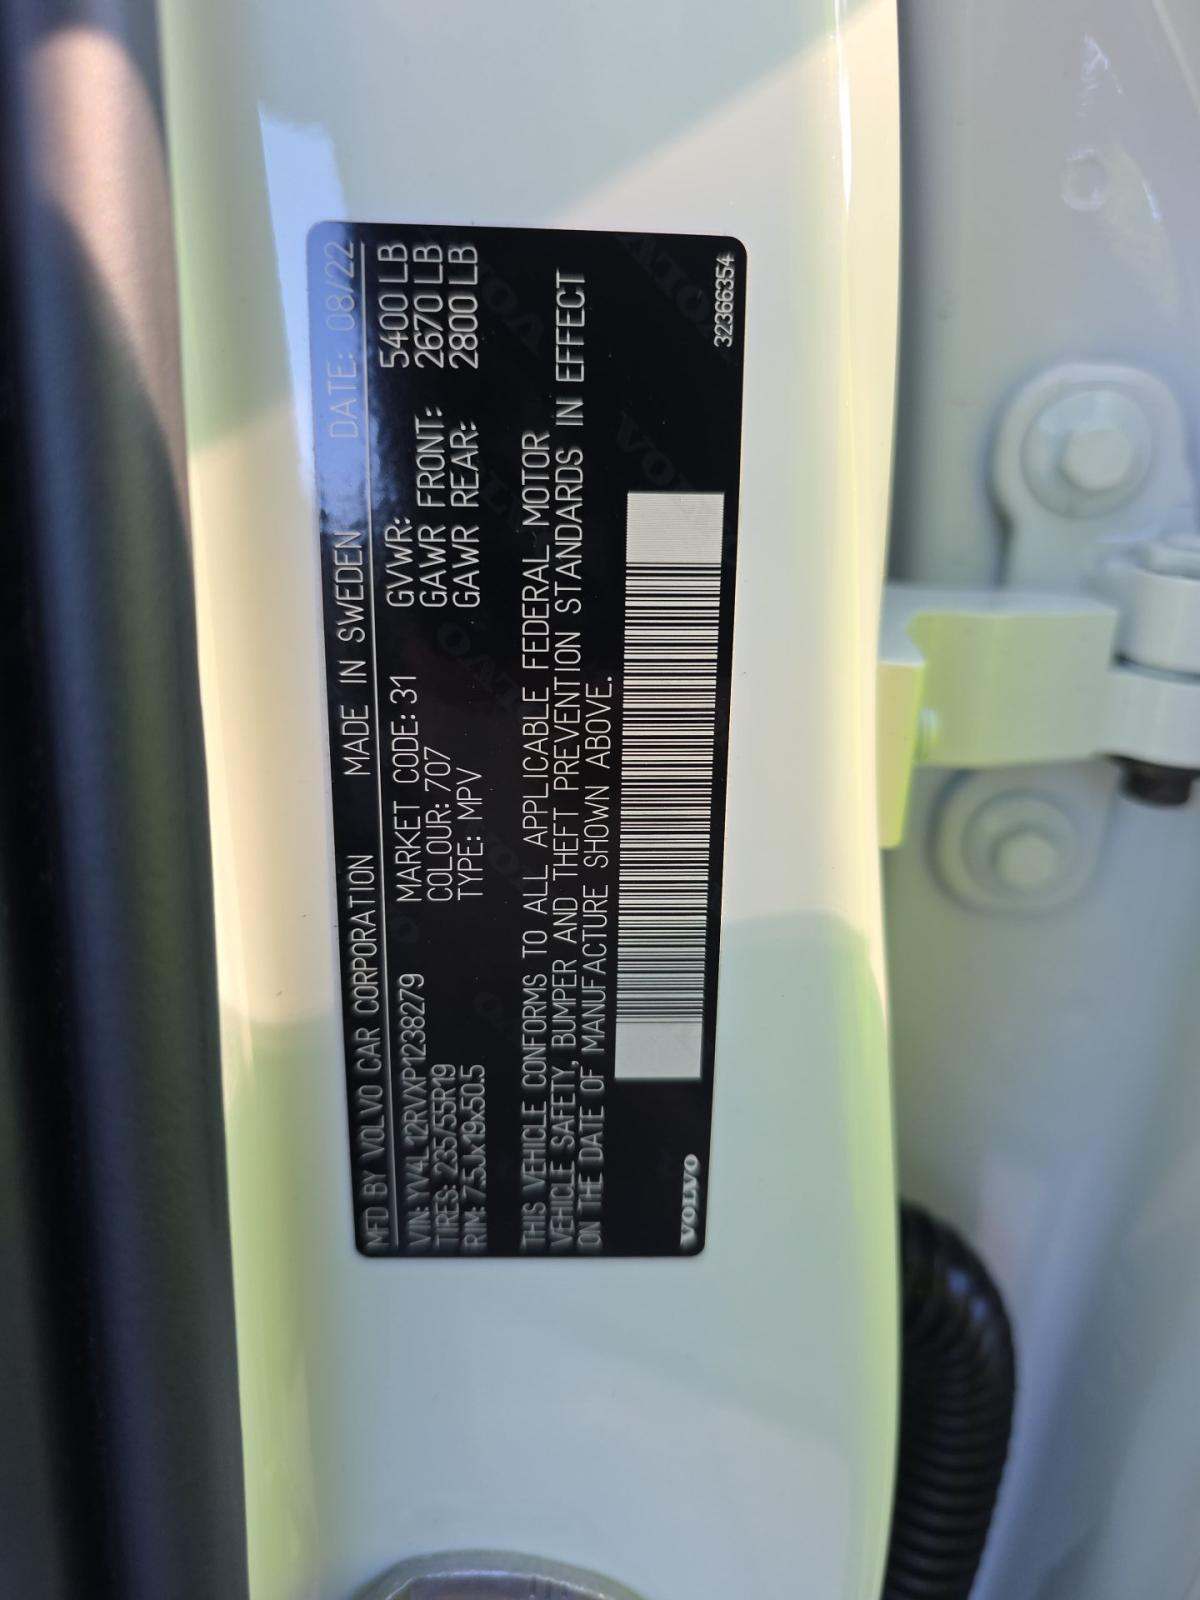 MFD BY VOLVO CAR CORPORATION MADE IN SWEDEN DATE: 08/22
VIN: YV4L12RVXP1238279 MARKET CODE: 31 GVWR: 5400 LB
TIRES: 235/55R19 COLOUR: 707 GAWR FRONT: 2670 LB
RIM: 7.5Jx19x50.5 TYPE: MPV GAWR REAR: 2800 LB
THIS VEHICLE CONFORMS TO ALL APPLICABLE FEDERAL MOTOR
VEHICLE SAFETY, BUMPER AND THEFT PREVENTION STANDARDS IN EFFECT
ON THE DATE OF MANUFACTURE SHOWN ABOVE.
VOLVO 32366354